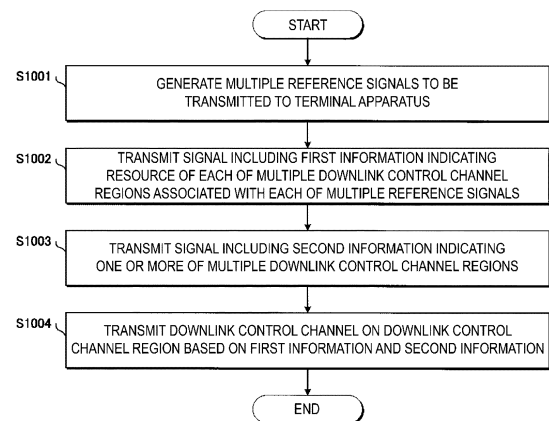 START
S1001
GENERATE MULTIPLE REFERENCE SIGNALS TO BE
TRANSMITTED TO TERMINAL APPARATUS
S1002
TRANSMIT SIGNAL INCLUDING FIRST INFORMATION INDICATING
RESOURCE OF EACH OF MULTIPLE DOWNLINK CONTROL CHANNEL
REGIONS ASSOCIATED WITH EACH OF MULTIPLE REFERENCE SIGNALS
S1003
TRANSMIT SIGNAL INCLUDING SECOND INFORMATION INDICATING
ONE OR MORE OF MULTIPLE DOWNLINK CONTROL CHANNEL REGIONS
S1004
TRANSMIT DOWNLINK CONTROL CHANNEL ON DOWNLINK CONTROL
CHANNEL REGION BASED ON FIRST INFORMATION AND SECOND INFORMATION
END